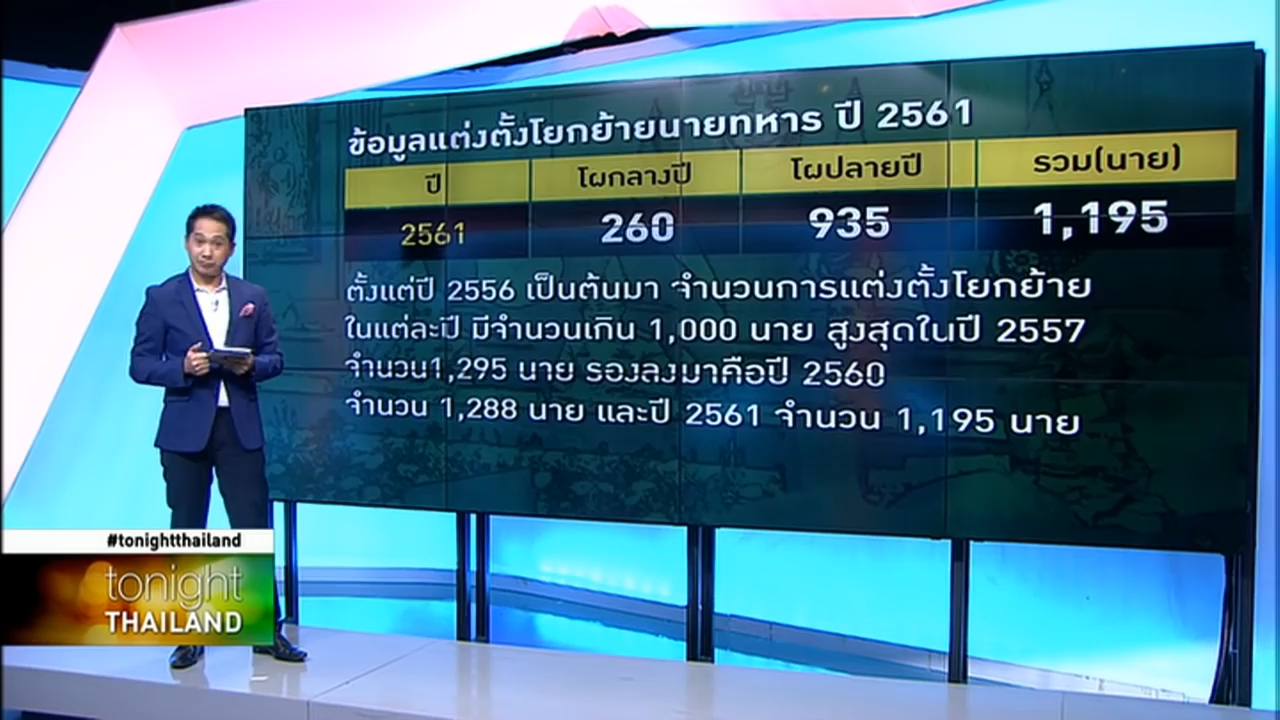 ข้อมูลแต่งตั้งโยกย้ายนายทหาร ปี 2561
ปี โผกลางปี โผปลายปี รวม(นาย)
2561 260 935 1,195
ตั้งแต่ปี 2556 เป็นต้นมา จำนวนการแต่งตั้งโยกย้าย
ในแต่ละปี มีจำนวนเกิน 1,000 นาย สูงสุดในปี 2557
จำนวน1,295 นาย รองลงมาคือปี 2560
จำนวน 1,288 นาย และปี 2561 จำนวน 1,195 นาย
#tonightthailand
tonight
THAILAND